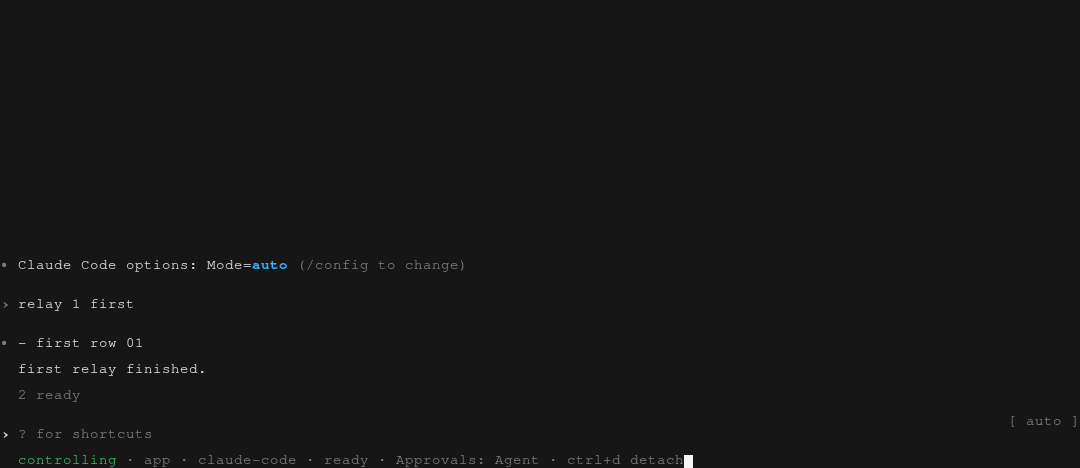 • Claude Code options: Mode=auto (/config to change)
› relay 1 first
• - first row 01
first relay finished.
2 ready
[ auto ]
› ? for shortcuts
controlling · app · claude-code · ready · Approvals: Agent · ctrl+d detach